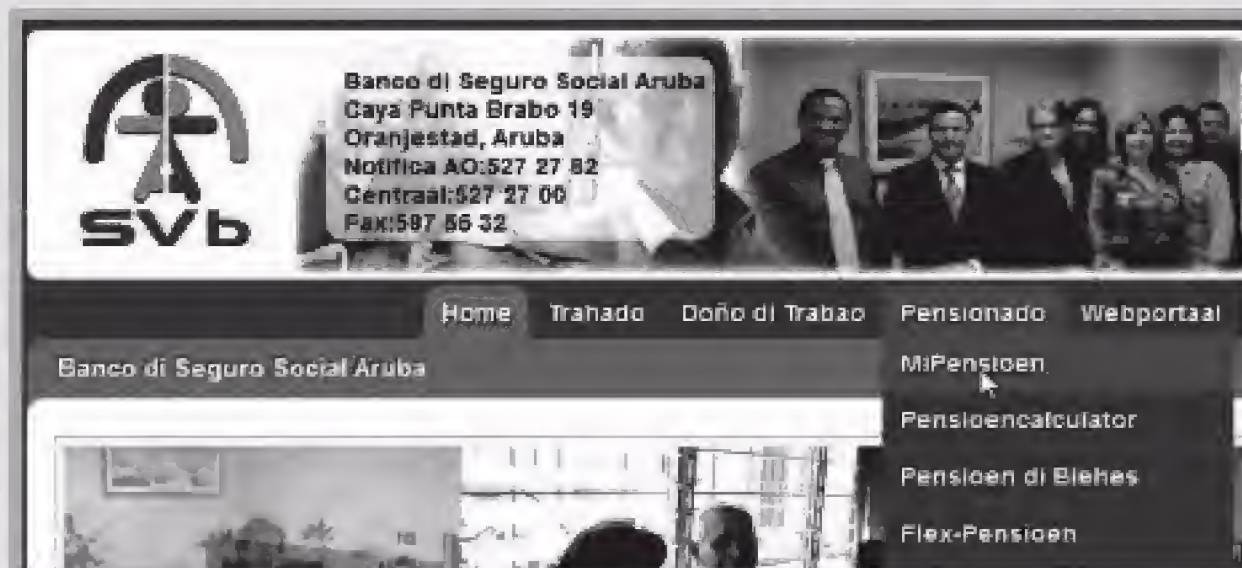 SVb
Banco di Seguro Social Aruba
Caya Punta Brabo 19
Oranjestad, Aruba
Notifica AO:527 27 82
Centraal:527 27 00
Fax:587 56 32
Home Trahado Doño di Trabao Pensionado Webportaal
Banco di Seguro Social Aruba
MiPensioen
Pensioencalculator
Pensioen di Biehes
Flex-Pensioen